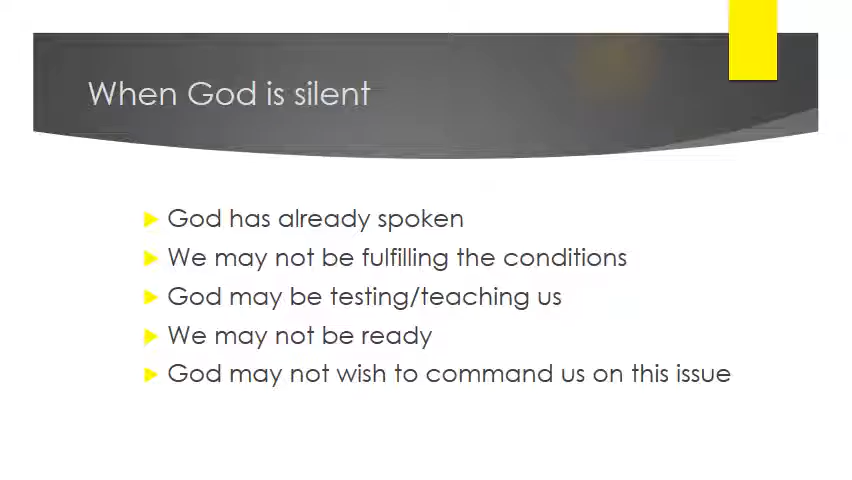 When God is silent
God has already spoken
We may not be fulfilling the conditions
God may be testing/teaching us
We may not be ready
God may not wish to command us on this issue